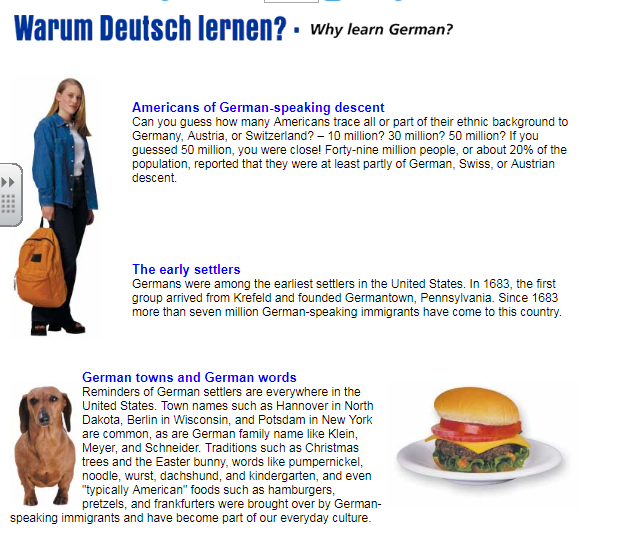 Warum Deutsch lernen? · Why learn German?
Americans of German-speaking descent
Can you guess how many Americans trace all or part of their ethnic background to
Germany, Austria, or Switzerland? – 10 million? 30 million? 50 million? If you
guessed 50 million, you were close! Forty-nine million people, or about 20% of the
population, reported that they were at least partly of German, Swiss, or Austrian
descent.
The early settlers
Germans were among the earliest settlers in the United States. In 1683, the first
group arrived from Krefeld and founded Germantown, Pennsylvania. Since 1683
more than seven million German-speaking immigrants have come to this country.
German towns and German words
Reminders of German settlers are everywhere in the
United States. Town names such as Hannover in North
Dakota, Berlin in Wisconsin, and Potsdam in New York
are common, as are German family name like Klein,
Meyer, and Schneider. Traditions such as Christmas
trees and the Easter bunny, words like pumpernickel,
noodle, wurst, dachshund, and kindergarten, and even
"typically American" foods such as hamburgers,
pretzels, and frankfurters were brought over by German-
speaking immigrants and have become part of our everyday culture.